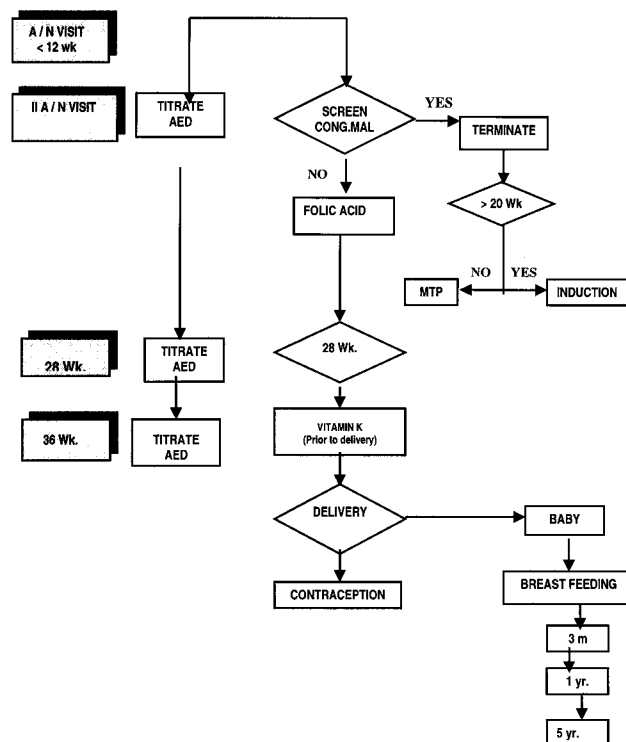 A / N VISIT
< 12 wk
II A / N VISIT
TITRATE
AED
SCREEN
CONG.MAL
YES
TERMINATE
NO
FOLIC ACID
> 20 Wk
NO YES
MTP
INDUCTION
28 Wk.
TITRATE
AED
28 Wk.
36 Wk.
TITRATE
AED
VITAMIN K
(Prior to delivery)
DELIVERY
BABY
CONTRACEPTION
BREAST FEEDING
3 m
1 yr.
5 yr.